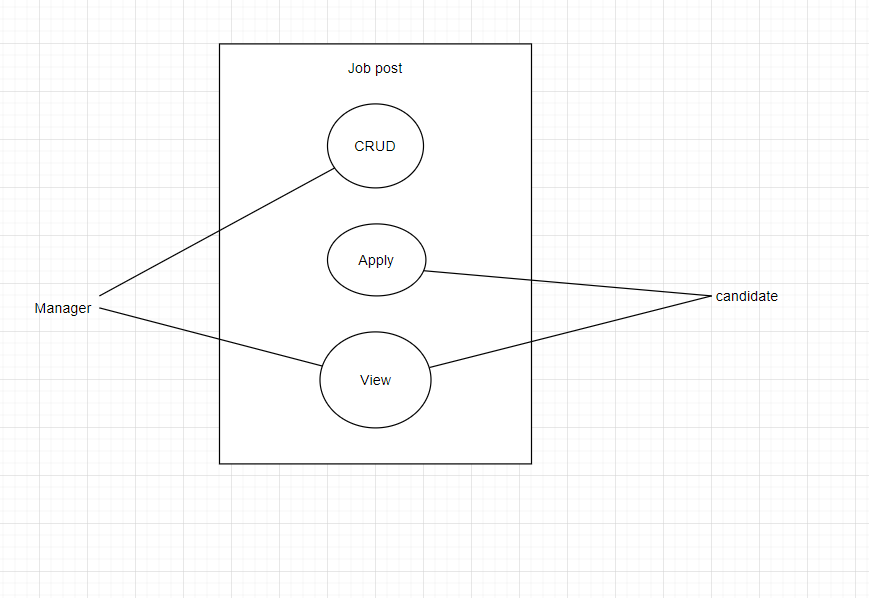 Job post
CRUD
Apply
Manager
candidate
View